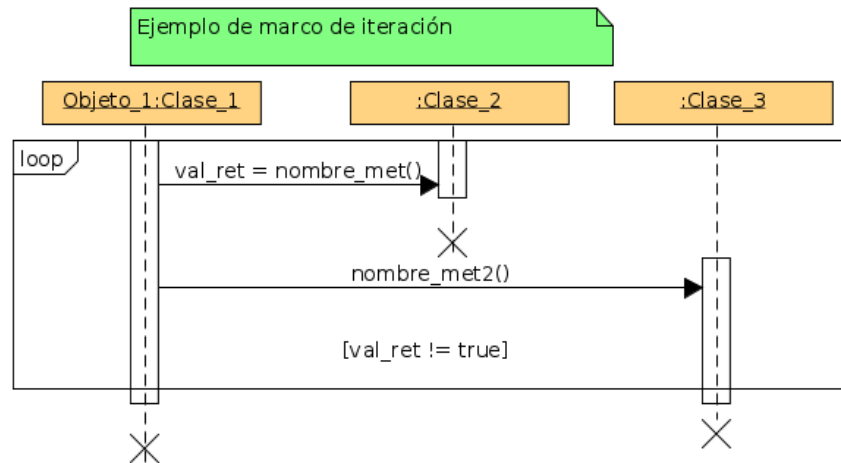 Ejemplo de marco de iteración
Objeto_1:Clase_1
:Clase_2
:Clase_3
loop
val_ret = nombre_met()
nombre_met2()
[val_ret != true]